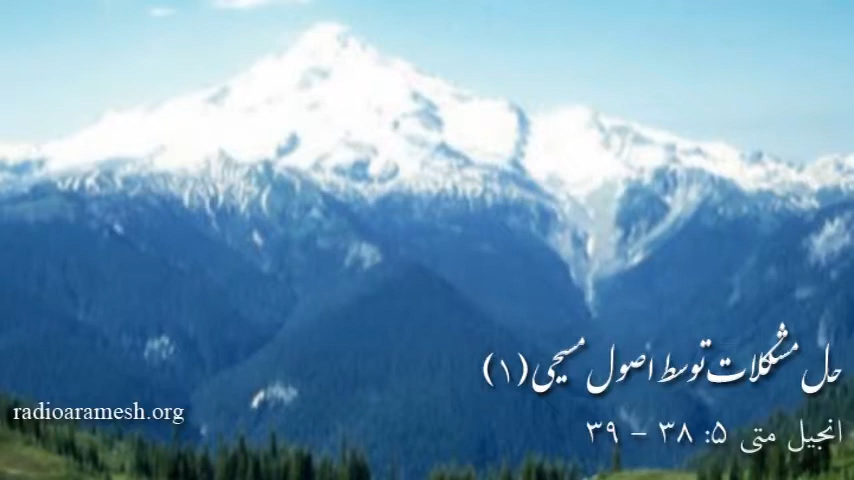 حل مشکلات توسط اصول مسیحی (۱)
radioaramesh.org
انجیل متی ۵: ۳۸ – ۳۹